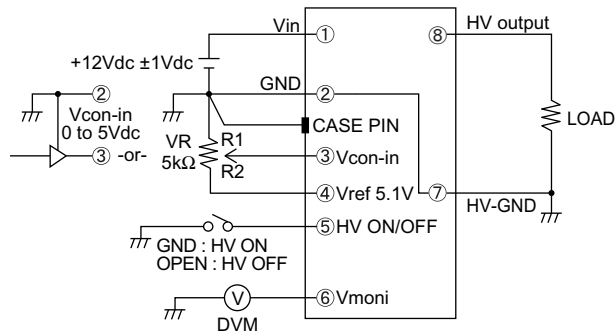 Vin
①
⑧
HV output
+12Vdc ±1Vdc
GND
②
②
Vcon-in
0 to 5Vdc
③ -or-
CASE PIN
LOAD
VR
5kΩ
R1
R2
③Vcon-in
④ Vref 5.1V
⑦
HV-GND
⑤HV ON/OFF
GND : HV ON
OPEN : HV OFF
⑥Vmoni
V
DVM